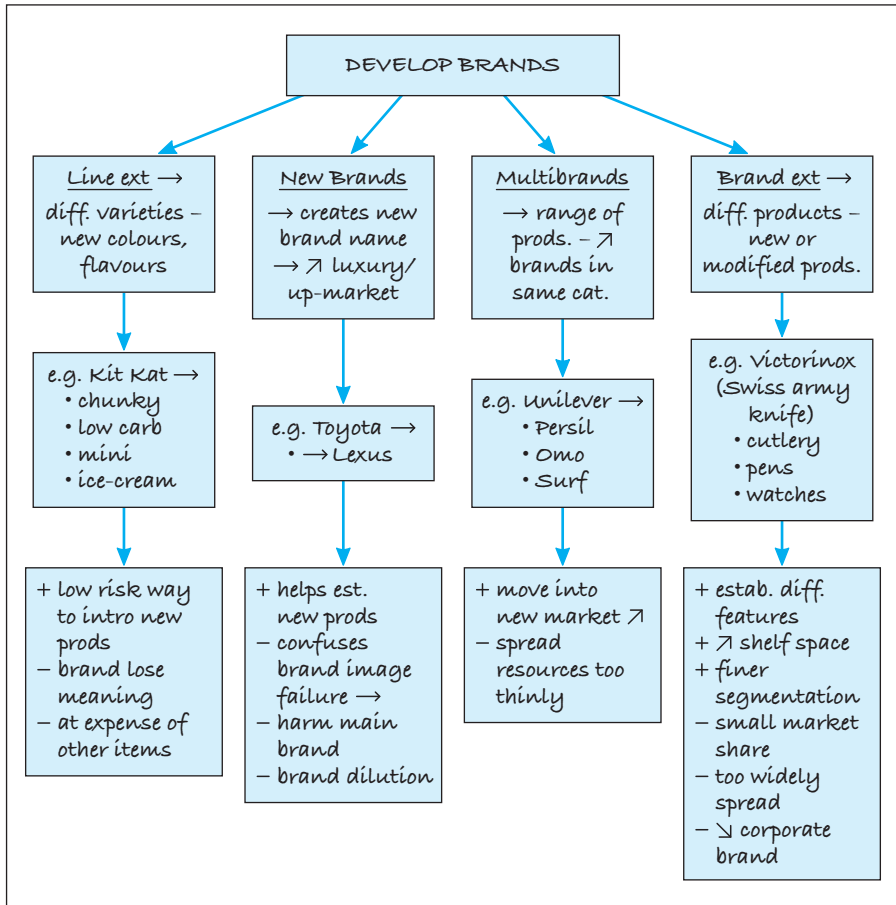 DEVELOP BRANDS
Line ext →
diff. varieties –
new colours,
flavours
e.g. Kit Kat →
• chunky
• low carb
• mini
• ice-cream
+ low risk way
to intro new
prods
– brand lose
meaning
– at expense of
other items
New Brands
→ creates new
brand name
→ ↗ luxury/
up-market
e.g. Toyota →
• → Lexus
+ helps est.
new prods
– confuses
brand image
failure →
– harm main
brand
– brand dilution
Multibrands
→ range of
prods. – ↗
brands in
same cat.
e.g. Unilever →
• Persil
• Omo
• Surf
+ move into
new market ↗
– spread
resources too
thinly
Brand ext →
diff. products –
new or
modified prods.
e.g. Victorinox
(Swiss army
knife)
• cutlery
• pens
• watches
+ estab. diff.
features
+ ↗ shelf space
+ finer
segmentation
– small market
share
– too widely
spread
– ↘ corporate
brand